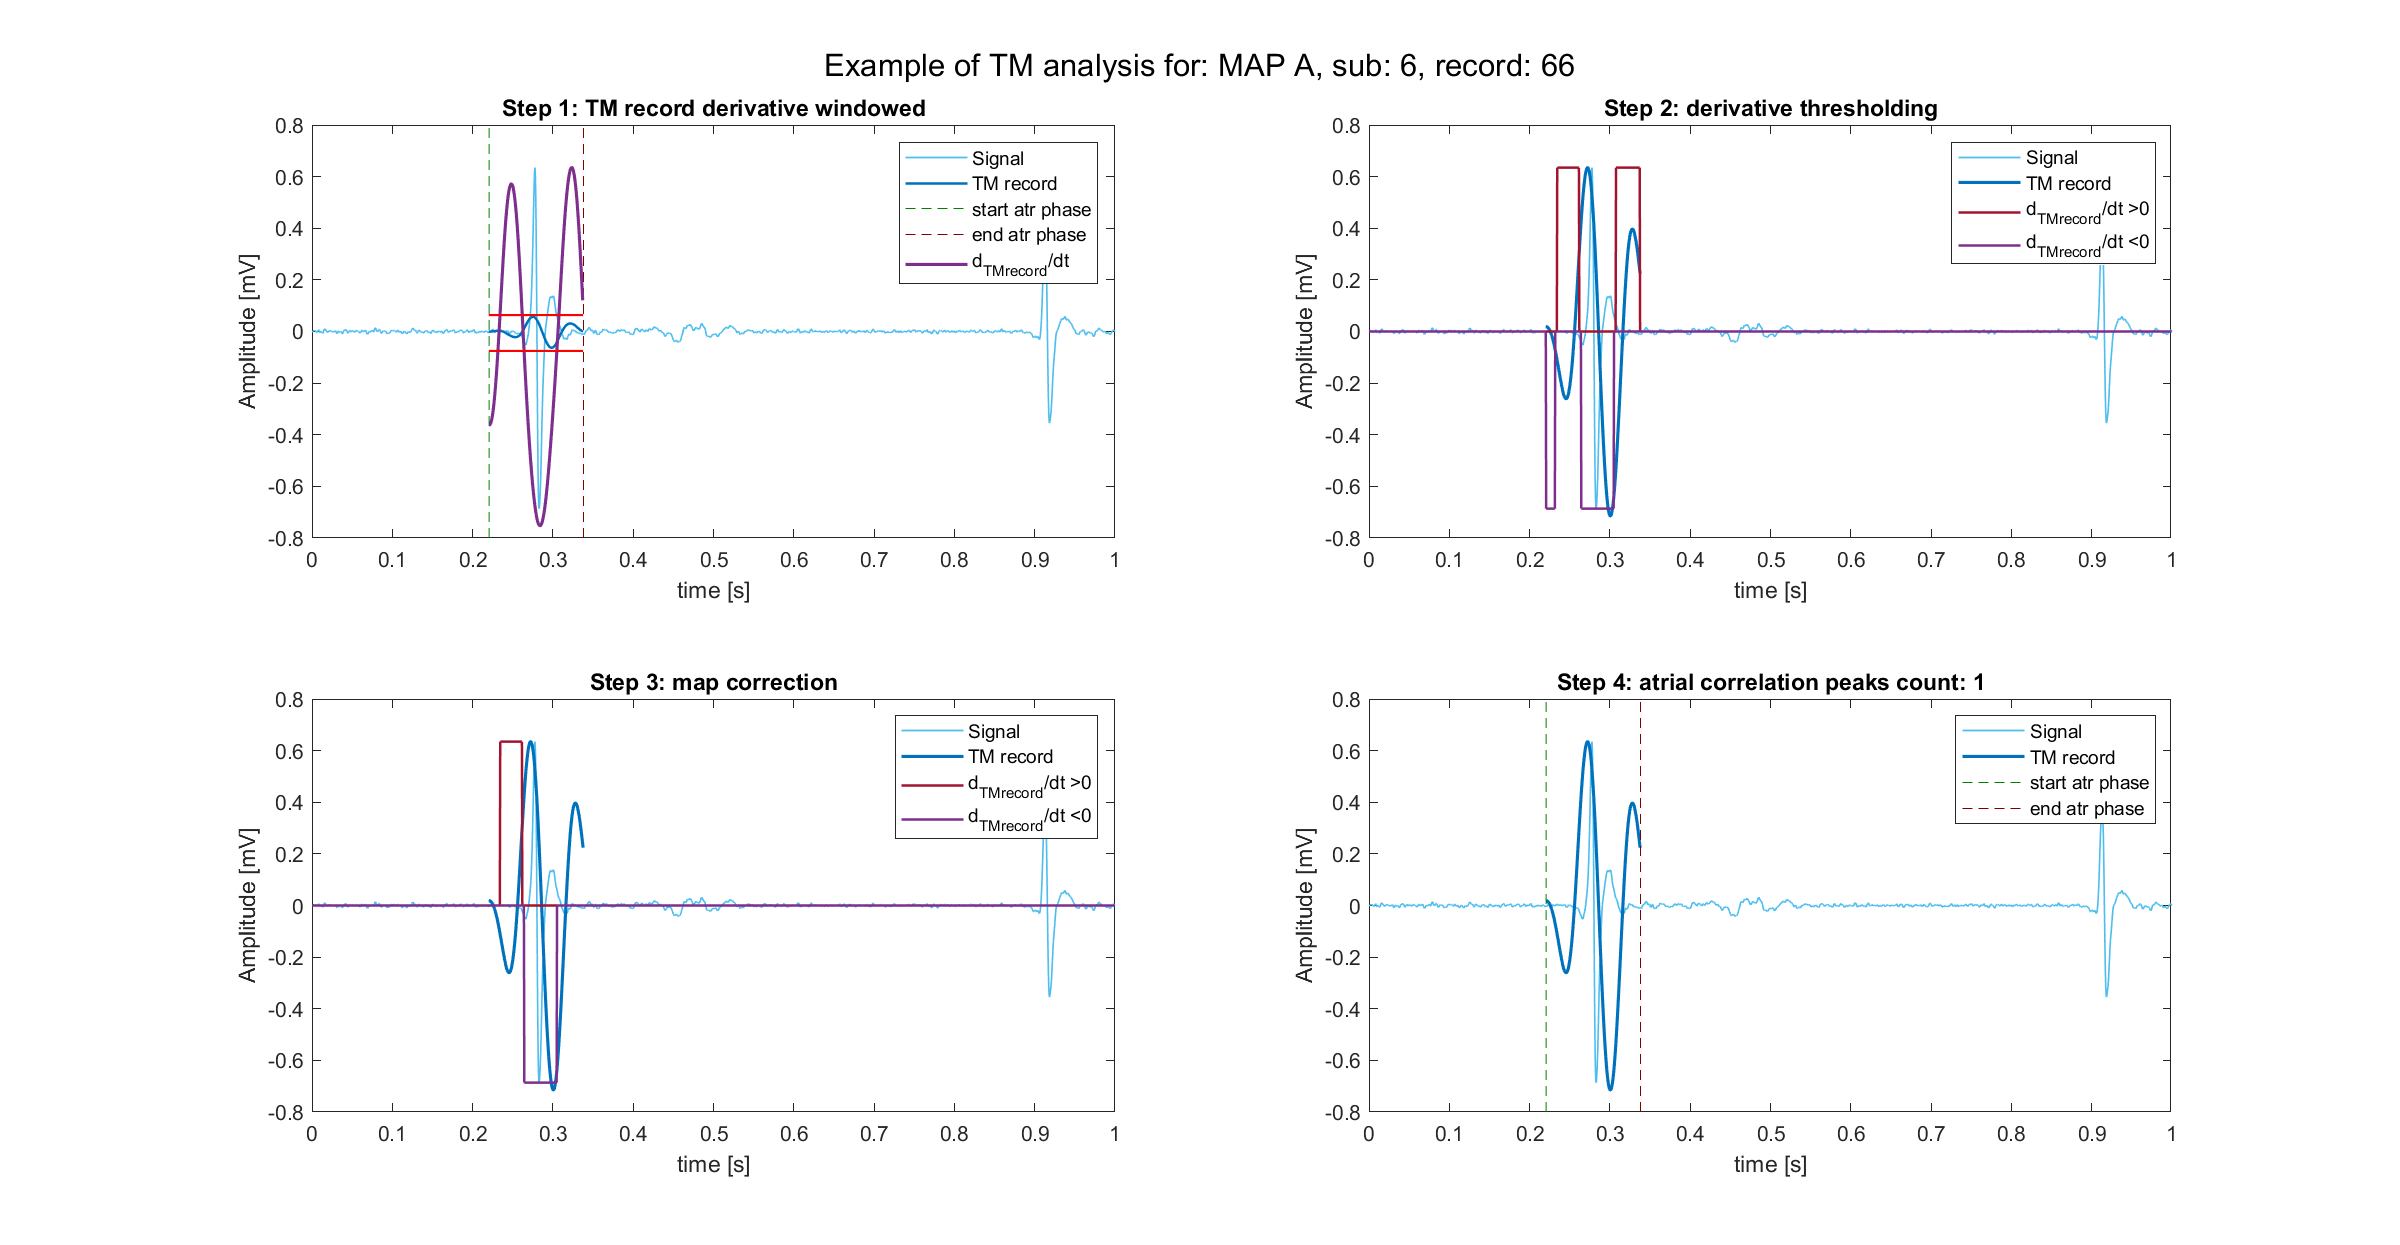 Example of TM analysis for: MAP A, sub: 6, record: 66
Step 1: TM record derivative windowed
0.8
0.6
0.4
0.2
0
-0.2
-0.4
-0.6
-0.8
Amplitude [mV]
Signal
TM record
start atr phase
end atr phase
dTMrecord/dt
0 0.1 0.2 0.3 0.4 0.5 0.6 0.7 0.8 0.9 1
time [s]
Step 2: derivative thresholding
0.8
0.6
0.4
0.2
0
-0.2
-0.4
-0.6
-0.8
Amplitude [mV]
Signal
TM record
dTMrecord/dt >0
dTMrecord/dt <0
0 0.1 0.2 0.3 0.4 0.5 0.6 0.7 0.8 0.9 1
time [s]
Step 3: map correction
0.8
0.6
0.4
0.2
0
-0.2
-0.4
-0.6
-0.8
Amplitude [mV]
Signal
TM record
dTMrecord/dt >0
dTMrecord/dt <0
0 0.1 0.2 0.3 0.4 0.5 0.6 0.7 0.8 0.9 1
time [s]
Step 4: atrial correlation peaks count: 1
0.8
0.6
0.4
0.2
0
-0.2
-0.4
-0.6
-0.8
Amplitude [mV]
Signal
TM record
start atr phase
end atr phase
0 0.1 0.2 0.3 0.4 0.5 0.6 0.7 0.8 0.9 1
time [s]